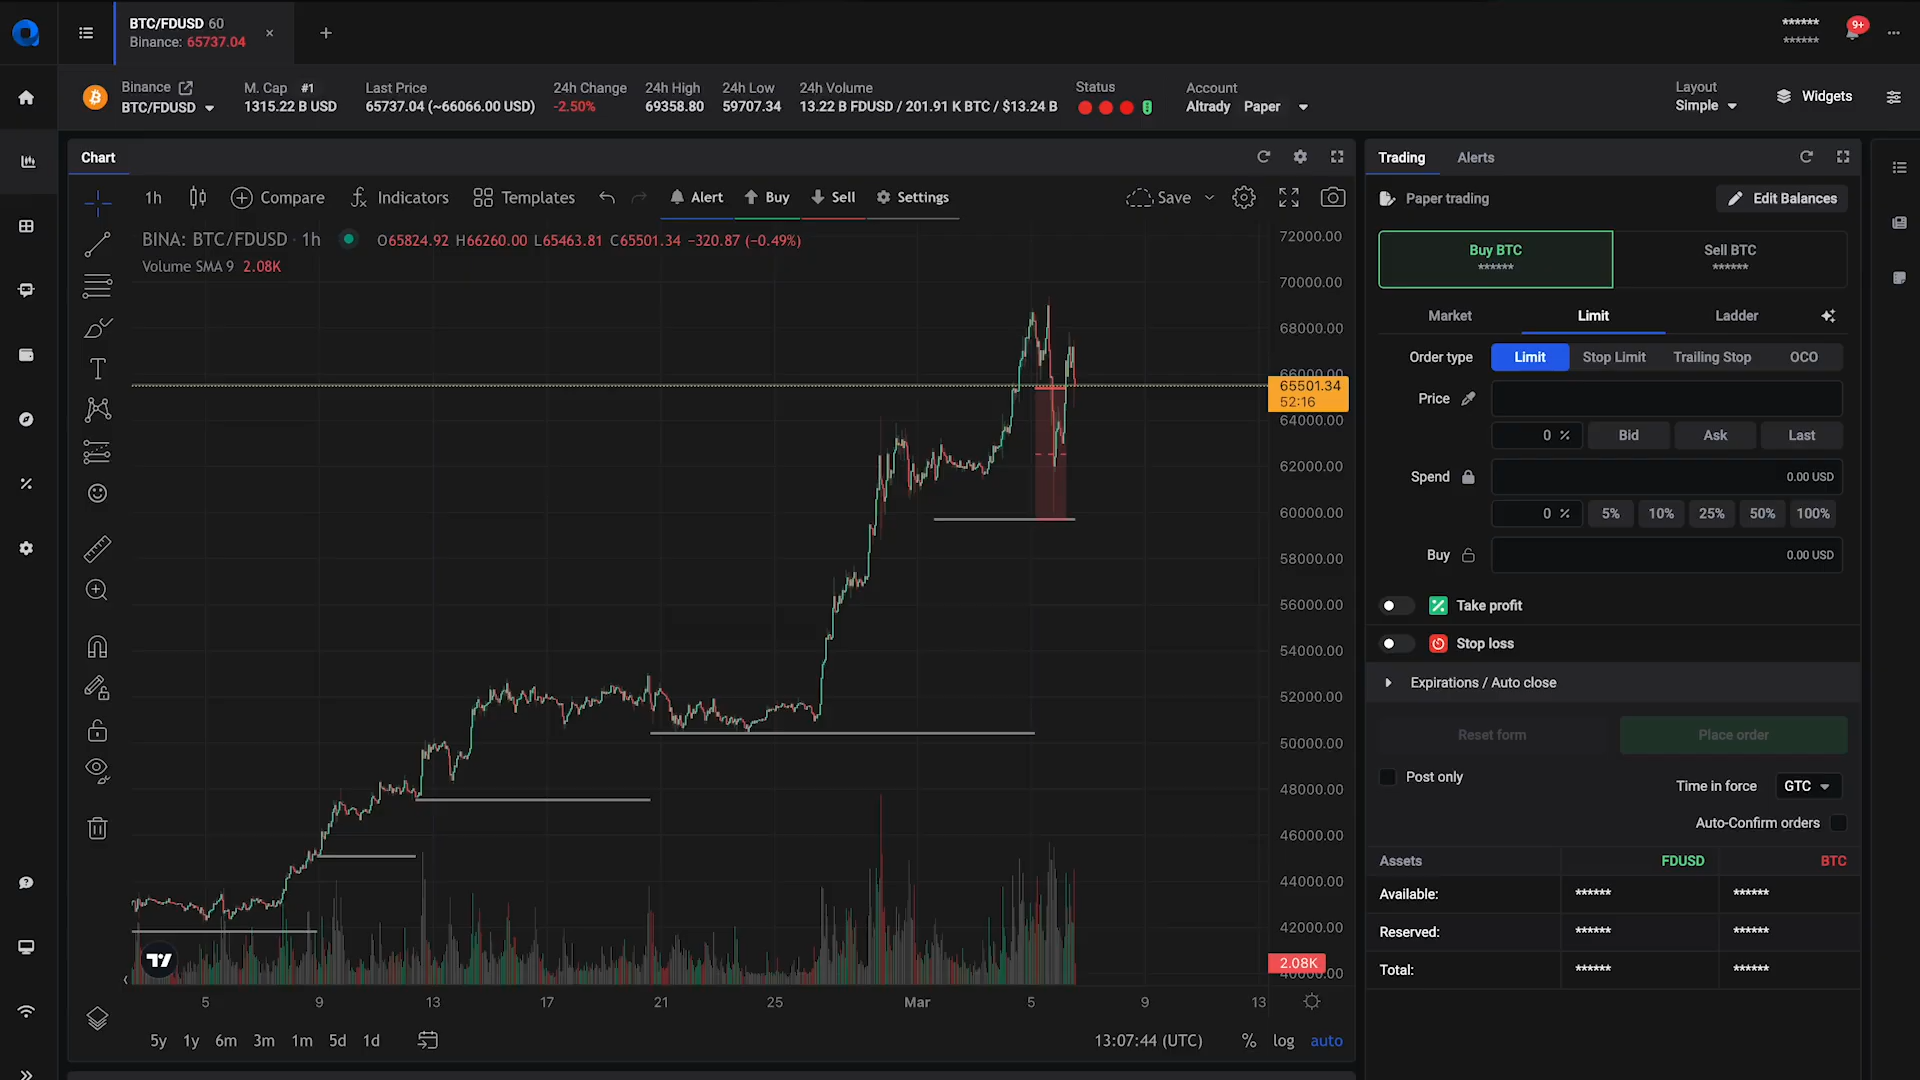 BTC/FDUSD 60
Binance: 65737.04
******
******
9+
Binance
BTC/FDUSD
M. Cap #1
1315.22 B USD
Last Price
65737.04 (~66066.00 USD)
24h Change
-2.50%
24h High
69358.80
24h Low
59707.34
24h Volume
13.22 B FDUSD / 201.91 K BTC / $13.24 B
Status
Account
Altrady Paper
Layout
Simple
Widgets
Chart
1h
Compare
Indicators
Templates
Alert
Buy
Sell
Settings
Save
BINA: BTC/FDUSD · 1h
O65824.92 H66260.00 L65463.81 C65501.34 −320.87 (−0.49%)
Volume SMA 9 2.08K
72000.00
70000.00
68000.00
66000.00
65501.34
52:16
64000.00
62000.00
60000.00
58000.00
56000.00
54000.00
52000.00
50000.00
48000.00
46000.00
44000.00
42000.00
2.08K
40000.00
5 9 13 17 21 25 Mar 5 9 13
5y 1y 6m 3m 1m 5d 1d
13:07:44 (UTC)
% log auto
Trading
Alerts
Paper trading
Edit Balances
Buy BTC
******
Sell BTC
******
Market
Limit
Ladder
Order type
Limit
Stop Limit
Trailing Stop
OCO
Price
0 %
Bid
Ask
Last
Spend
0.00 USD
0 %
5%
10%
25%
50%
100%
Buy
0.00 USD
Take profit
Stop loss
Expirations / Auto close
Reset form
Place order
Post only
Time in force
GTC
Auto-Confirm orders
Assets FDUSD BTC
Available: ****** ******
Reserved: ****** ******
Total: ****** ******